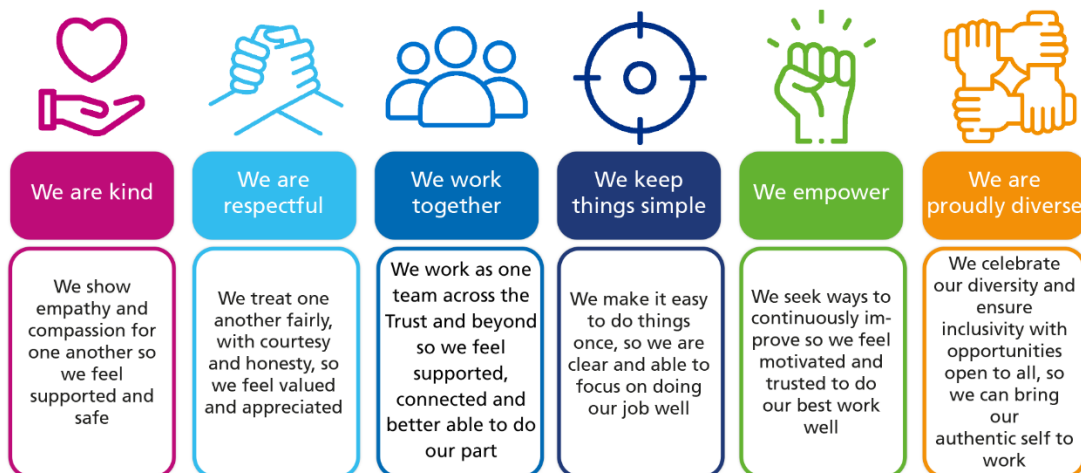 We are kind
We are
respectful
We work
together
We keep
things simple
We empower
We are
proudly diverse
We show
empathy and
compassion for
one another so
we feel
supported and
safe
We treat one
another fairly,
with courtesy
and honesty, so
we feel valued
and appreciated
We work as one
team across the
Trust and beyond
so we feel
supported,
connected and
better able to do
our part
We make it easy
to do things
once, so we are
clear and able to
focus on doing
our job well
We seek ways to
continuously im-
prove so we feel
motivated and
trusted to do
our best work
well
We celebrate
our diversity and
ensure
inclusivity with
opportunities
open to all, so
we can bring
our
authentic self to
work